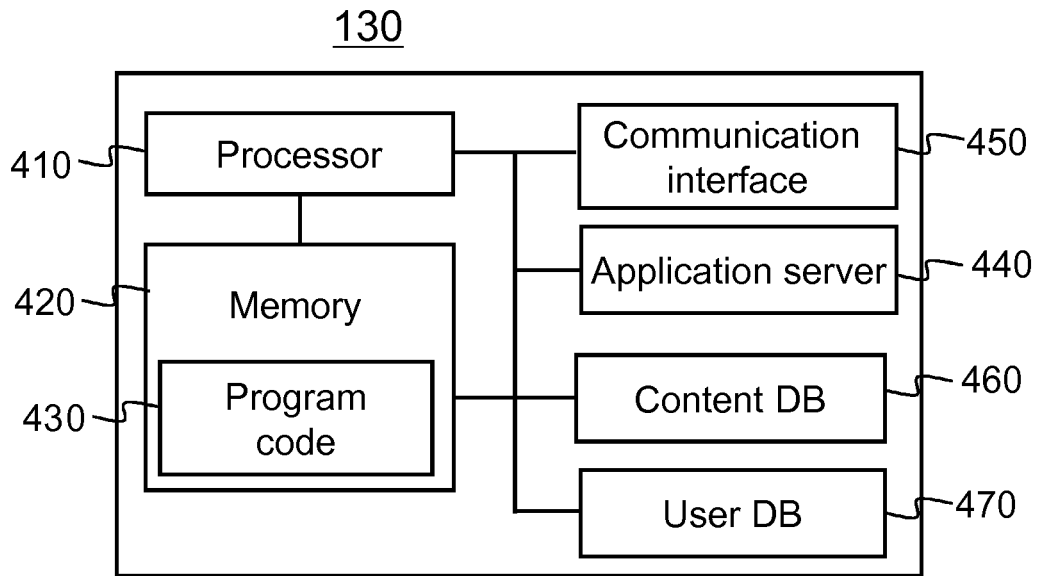 130
410
Processor
Communication
interface
450
Application server
440
420
Memory
430
Program
code
Content DB
460
User DB
470